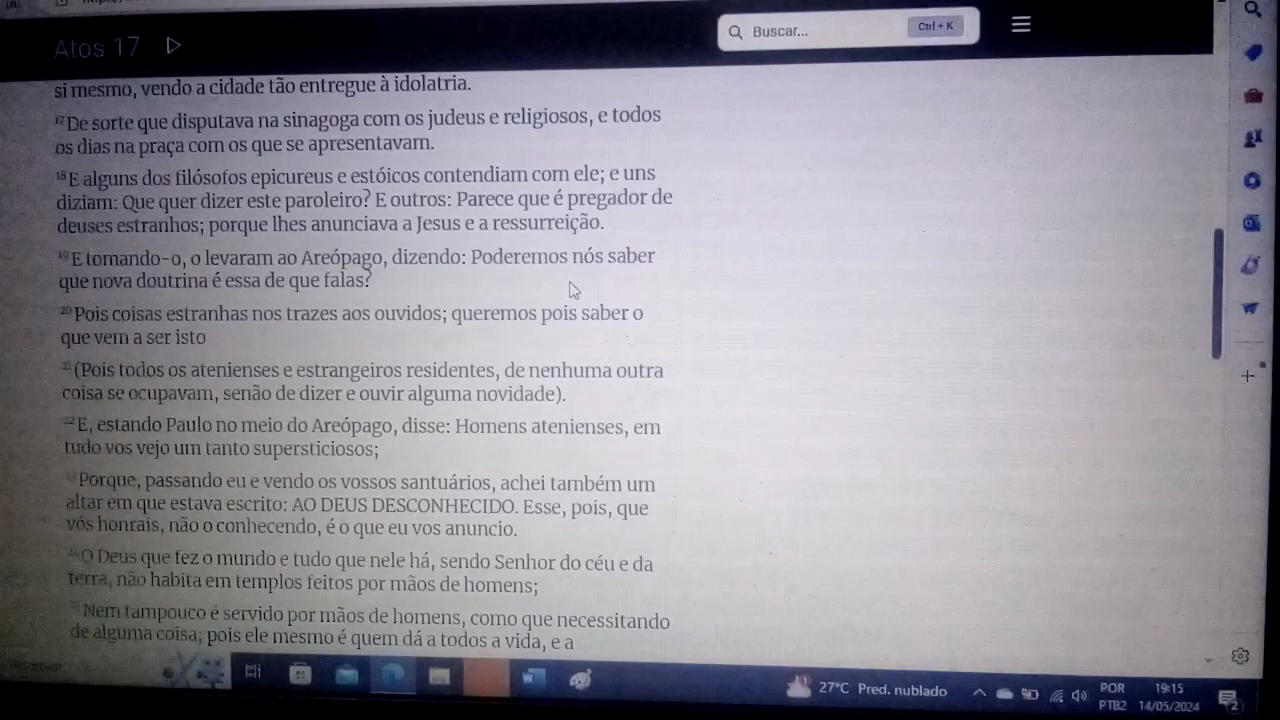 Atos 17
Buscar...
Ctrl + K
si mesmo, vendo a cidade tão entregue à idolatria.
17 De sorte que disputava na sinagoga com os judeus e religiosos, e todos
os dias na praça com os que se apresentavam.
18 E alguns dos filósofos epicureus e estóicos contendiam com ele; e uns
diziam: Que quer dizer este paroleiro? E outros: Parece que é pregador de
deuses estranhos; porque lhes anunciava a Jesus e a ressurreição.
19 E tomando-o, o levaram ao Areópago, dizendo: Poderemos nós saber
que nova doutrina é essa de que falas?
20 Pois coisas estranhas nos trazes aos ouvidos; queremos pois saber o
que vem a ser isto
21 (Pois todos os atenienses e estrangeiros residentes, de nenhuma outra
coisa se ocupavam, senão de dizer e ouvir alguma novidade).
22 E, estando Paulo no meio do Areópago, disse: Homens atenienses, em
tudo vos vejo um tanto supersticiosos;
Porque, passando eu e vendo os vossos santuários, achei também um
altar em que estava escrito: AO DEUS DESCONHECIDO. Esse, pois, que
vós honrais, não o conhecendo, é o que eu vos anuncio.
24 O Deus que fez o mundo e tudo que nele há, sendo Senhor do céu e da
terra, não habita em templos feitos por mãos de homens;
Nem tampouco é servido por mãos de homens, como que necessitando
de alguma coisa; pois ele mesmo é quem dá a todos a vida, e a
27°C Pred. nublado
POR
PTB2
19:15
14/05/2024
2